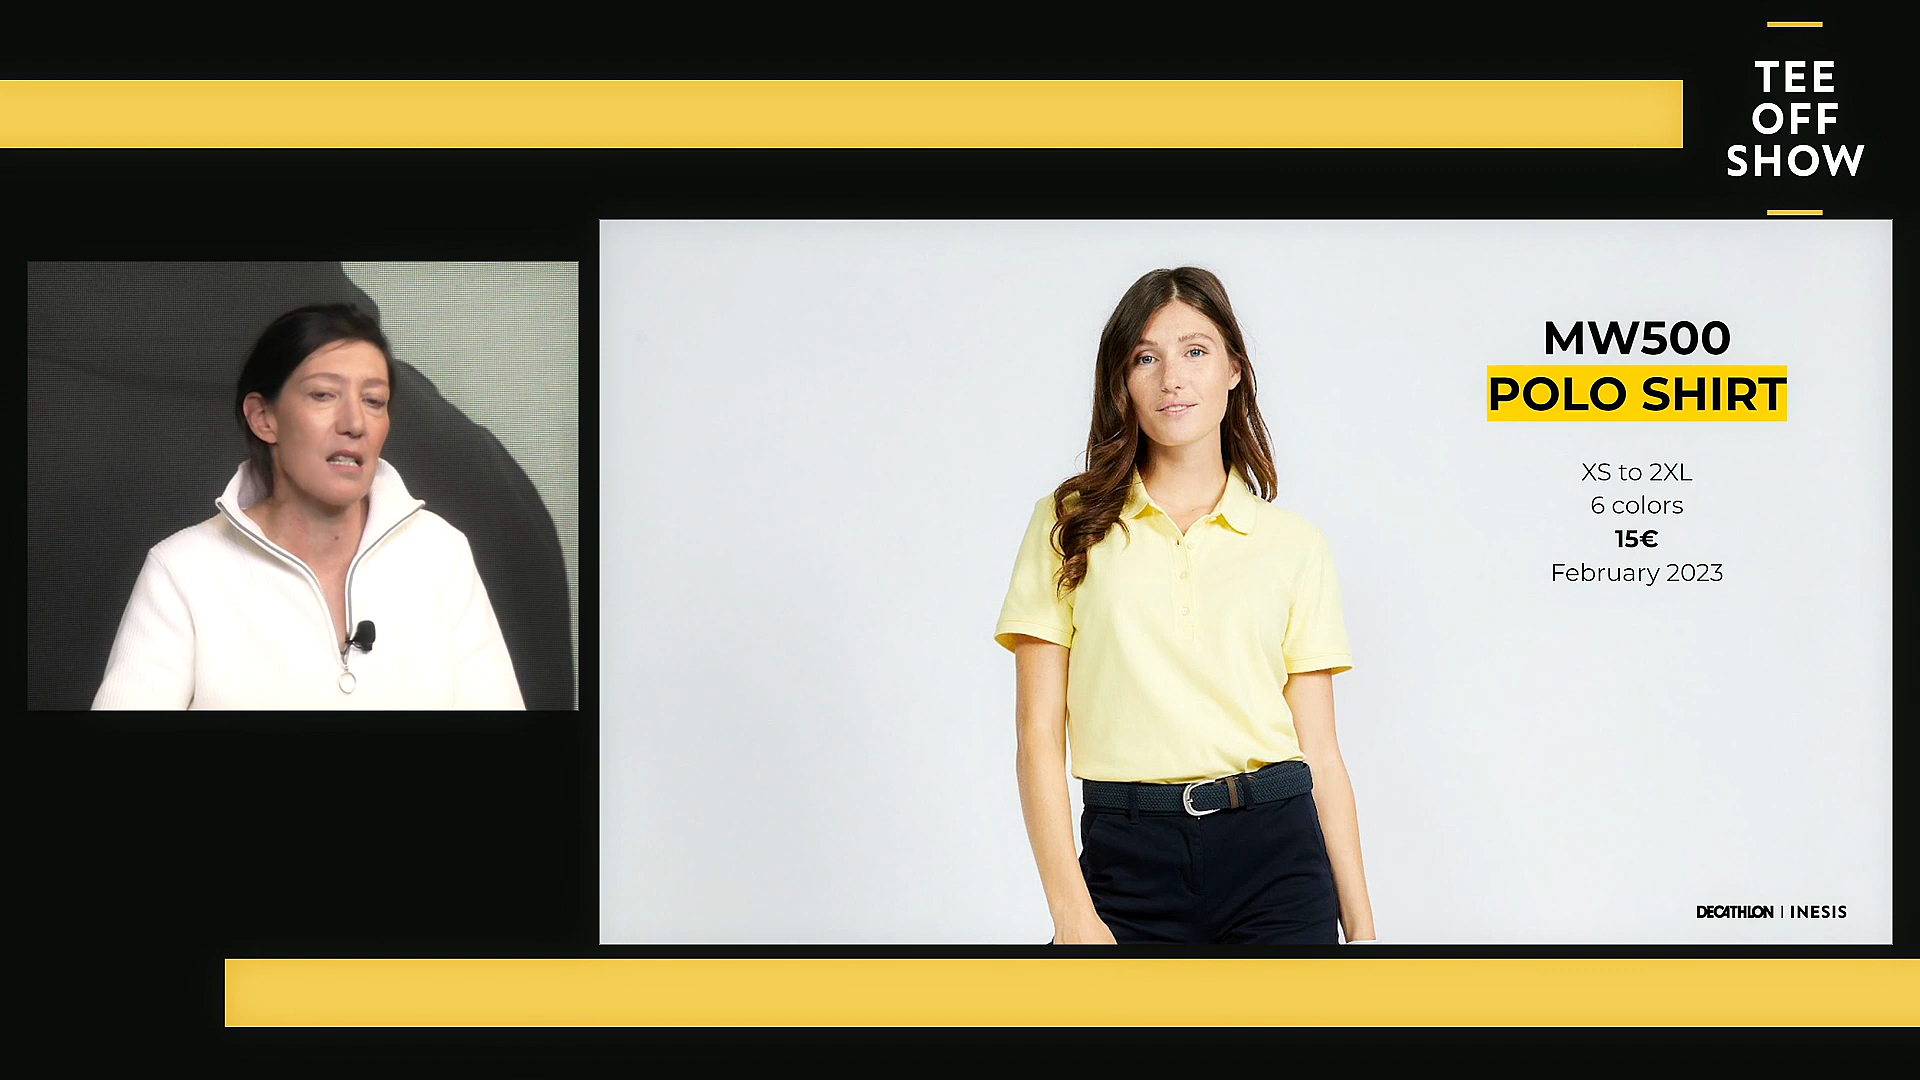 TEE
OFF
SHOW
MW500
POLO SHIRT
XS to 2XL
6 colors
15€
February 2023
DECATHLON | INESIS